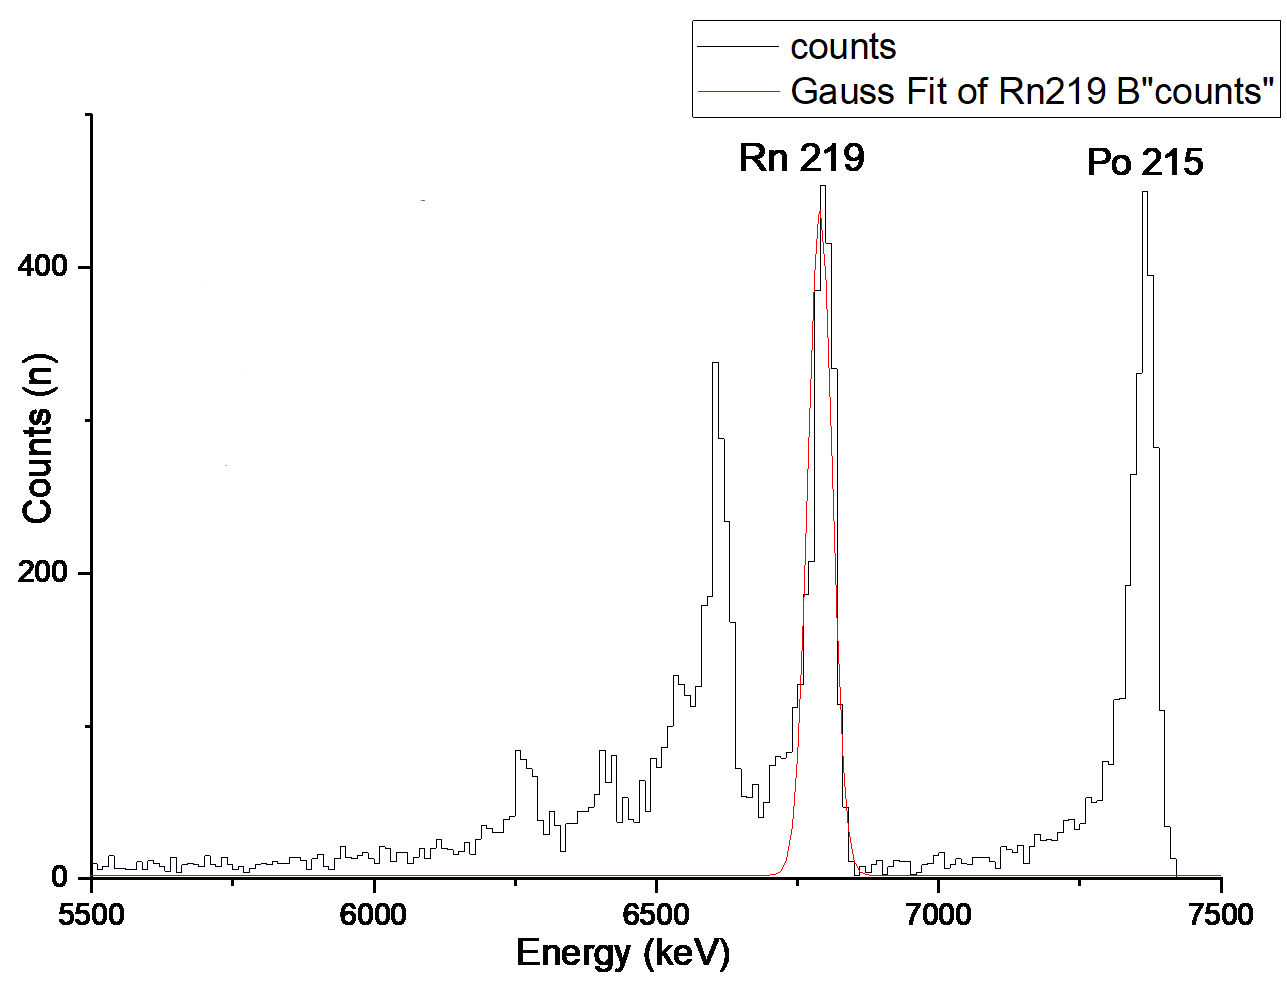 counts
Gauss Fit of Rn219 B"counts"
Rn 219
Po 215
400
200
0
Counts (n)
5500
6000
6500
7000
7500
Energy (keV)